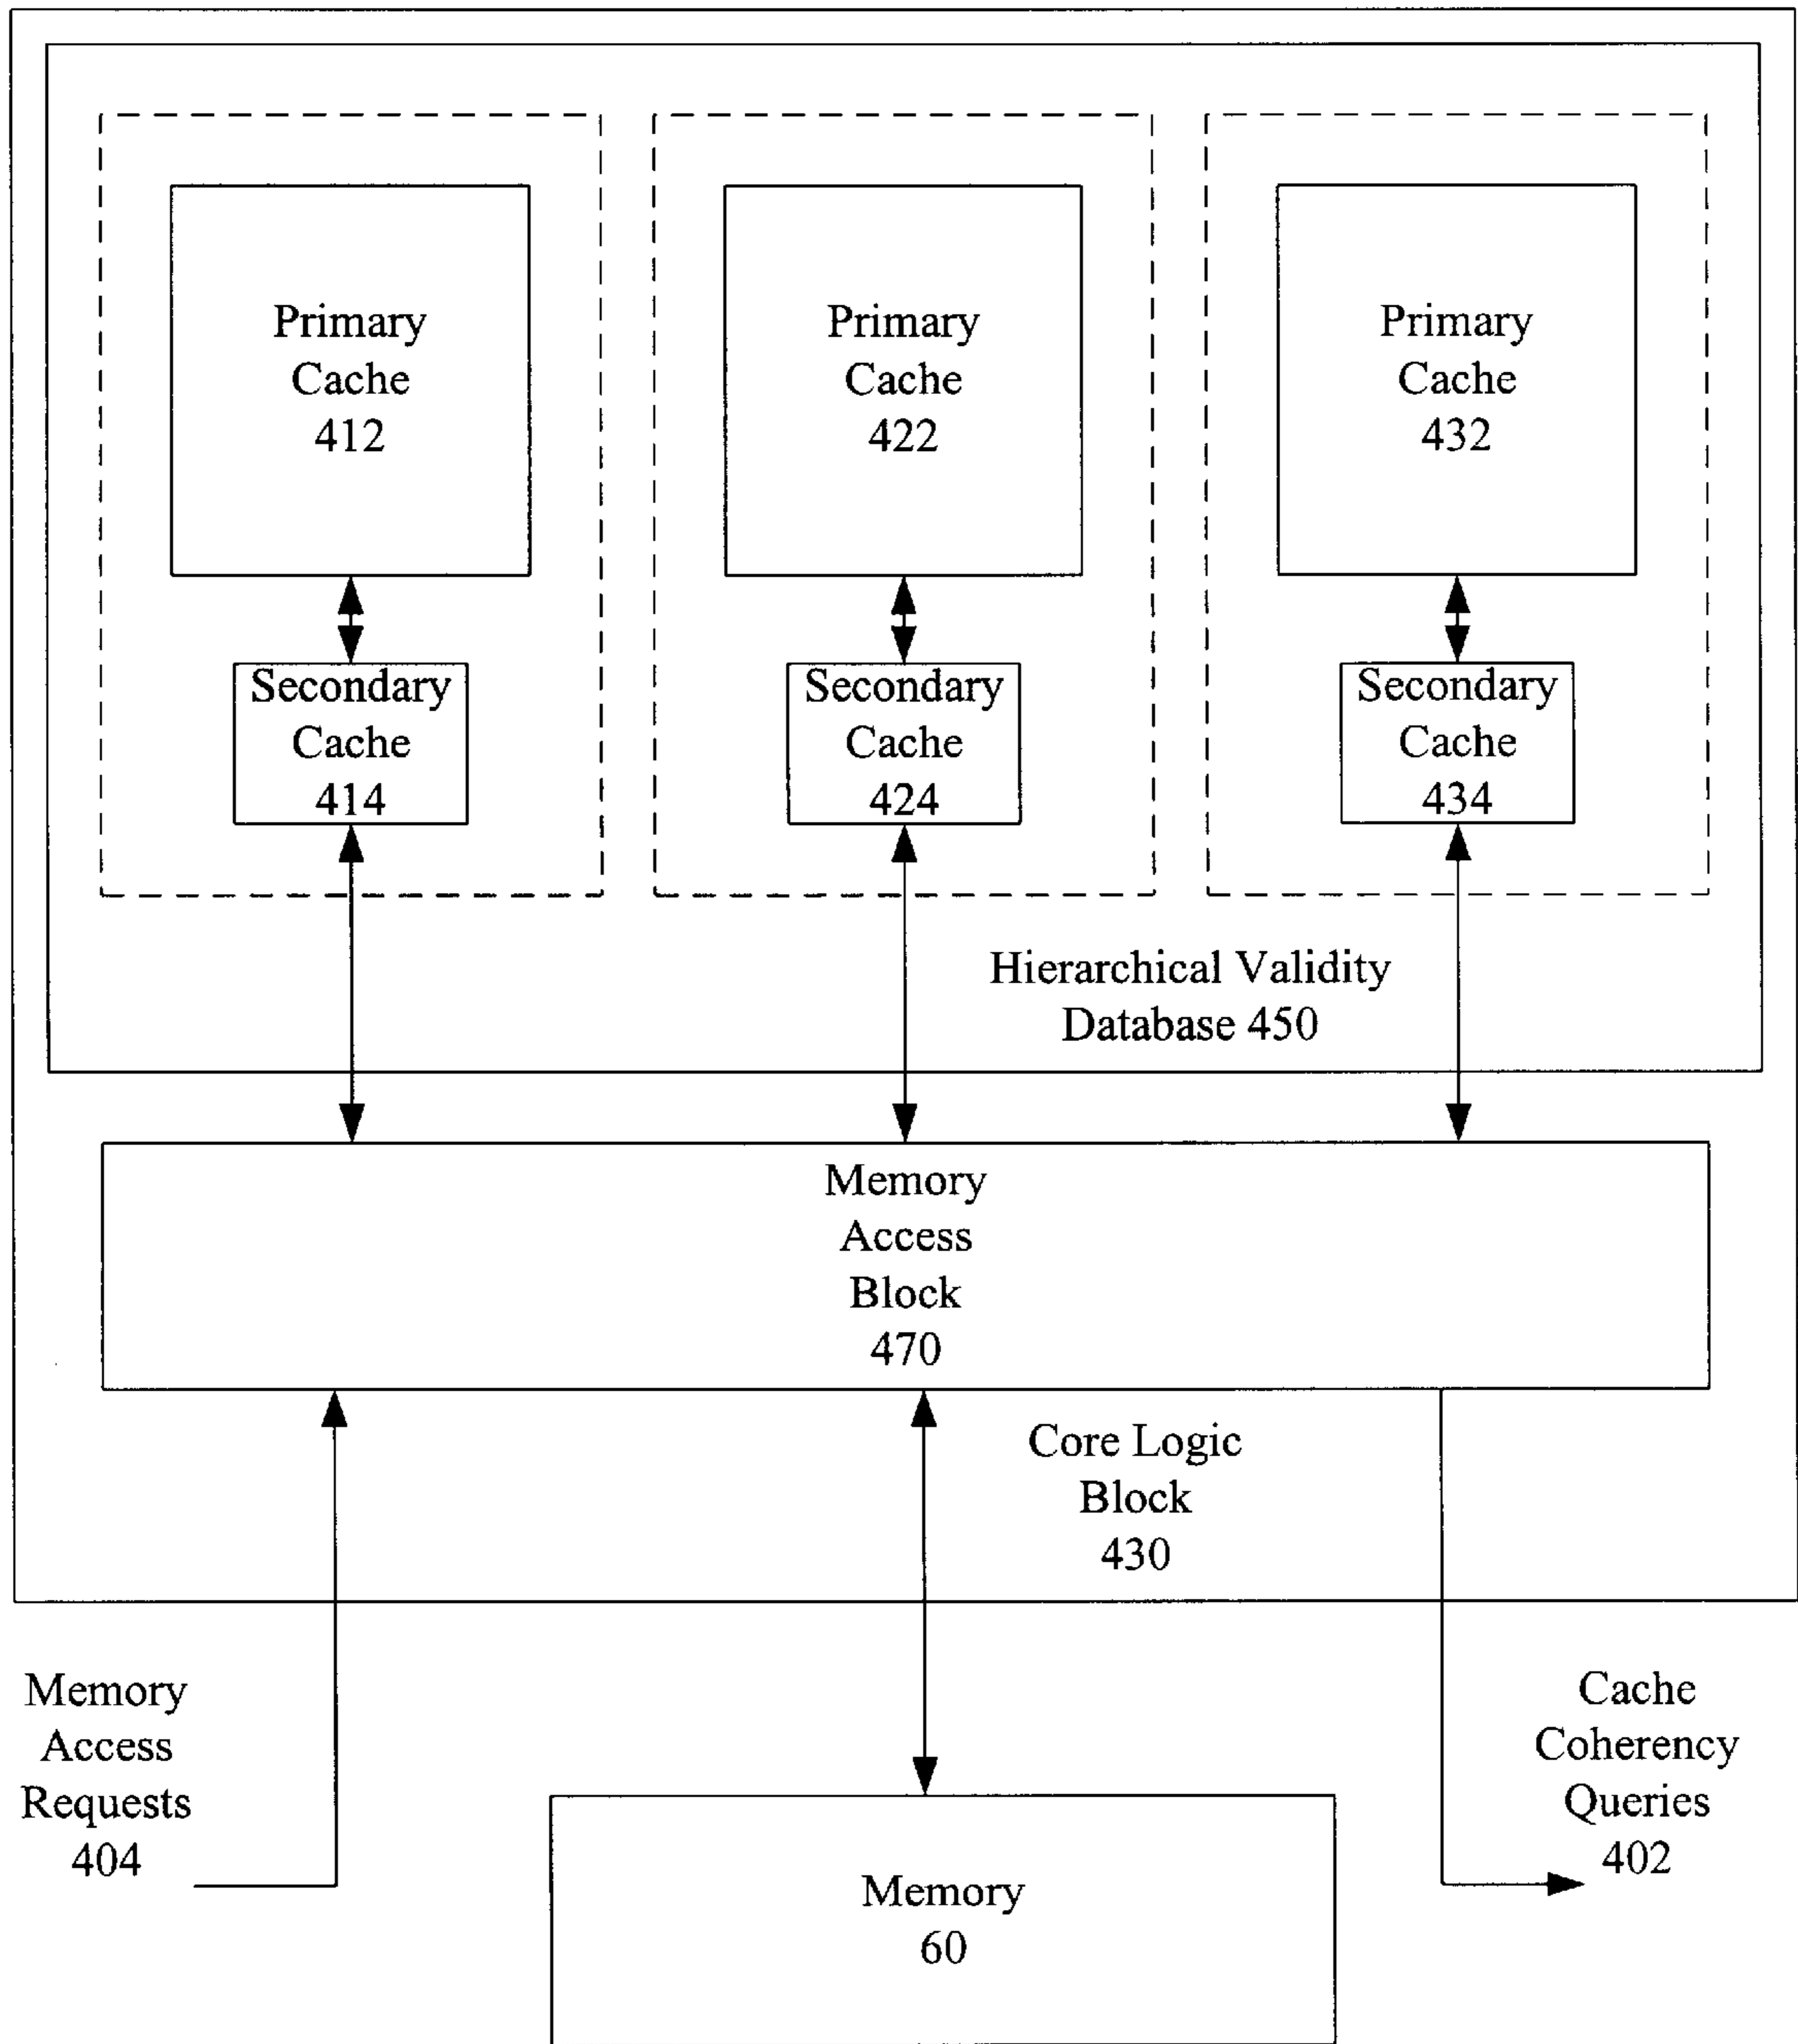 Primary
Cache
412
Primary
Cache
422
Primary
Cache
432
Secondary
Cache
414
Secondary
Cache
424
Secondary
Cache
434
Hierarchical Validity
Database 450
Memory
Access
Block
470
Core Logic
Block
430
Memory
Access
Requests
404
Cache
Coherency
Queries
402
Memory
60